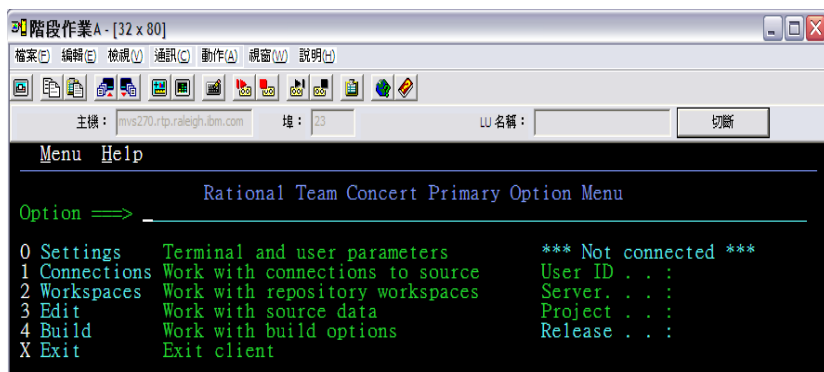 階段作業A - [32 x 80]
檔案(F) 編輯(E) 檢視(V) 通訊(C) 動作(A) 視窗(W) 說明(H)
主機： mvs270.rtp.raleigh.ibm.com 埠： 23 LU 名稱： 切斷
Menu Help
Rational Team Concert Primary Option Menu
Option ===> _
0 Settings Terminal and user parameters *** Not connected ***
1 Connections Work with connections to source User ID . . :
2 Workspaces Work with repository workspaces Server. . . :
3 Edit Work with source data Project . . :
4 Build Work with build options Release . . :
X Exit Exit client